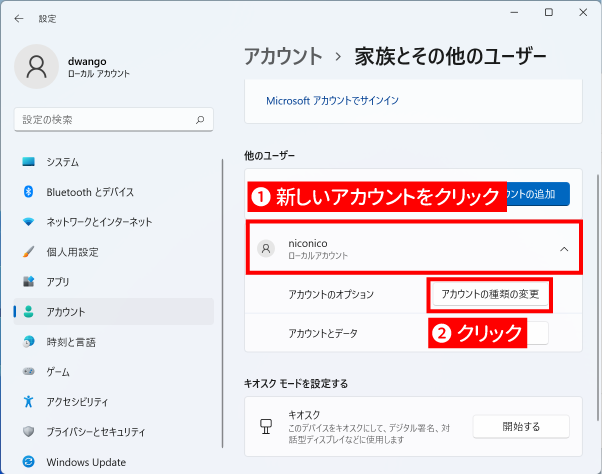 設定
dwango
ローカル アカウント
設定の検索
システム
Bluetooth とデバイス
ネットワークとインターネット
個人用設定
アプリ
アカウント
時刻と言語
ゲーム
アクセシビリティ
プライバシーとセキュリティ
Windows Update
アカウント › 家族とその他のユーザー
Microsoft アカウントでサインイン
他のユーザー
❶ 新しいアカウントをクリック
ウントの追加
niconico
ローカルアカウント
アカウントのオプション
アカウントの種類の変更
アカウントとデータ
❷ クリック
キオスク モードを設定する
キオスク
このデバイスをキオスクにして、デジタル署名、対
話型ディスプレイなどに使用します
開始する